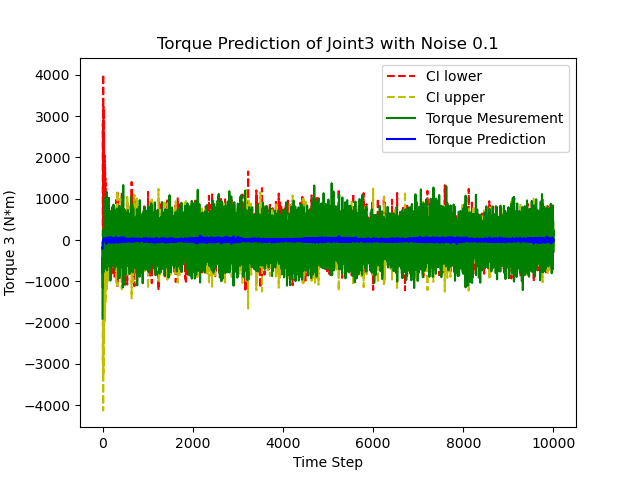 Torque Prediction of Joint3 with Noise 0.1
CI lower
CI upper
Torque Mesurement
Torque Prediction
Torque 3 (N*m)
4000
3000
2000
1000
0
−1000
−2000
−3000
−4000
0 2000 4000 6000 8000 10000
Time Step